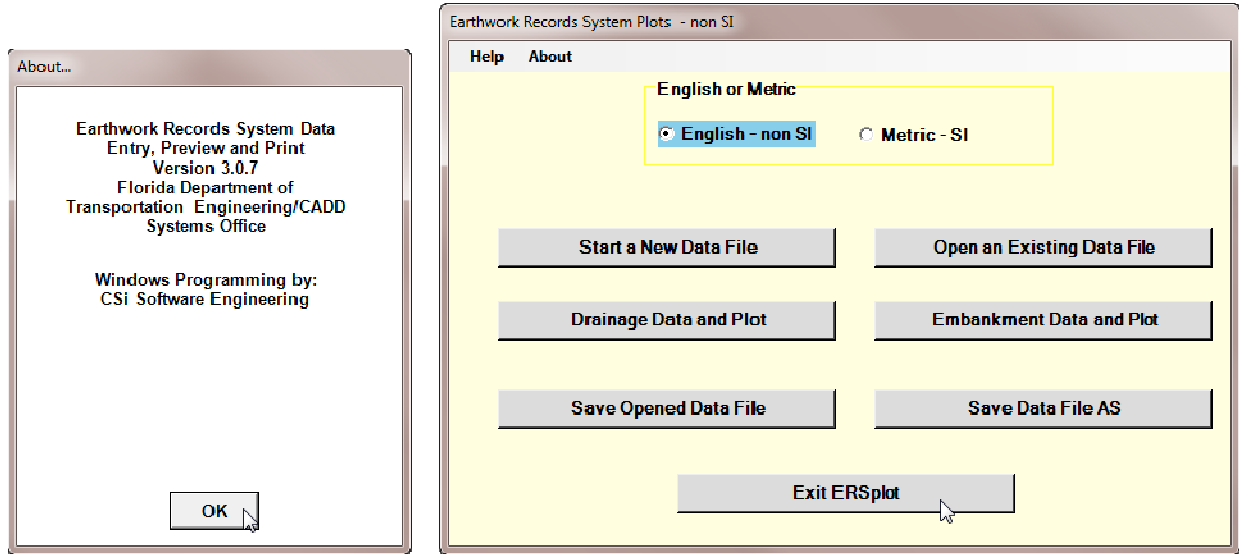 About...
Earthwork Records System Data
Entry, Preview and Print
Version 3.0.7
Florida Department of
Transportation Engineering/CADD
Systems Office
Windows Programming by:
CSi Software Engineering
OK
Earthwork Records System Plots - non SI
Help About
English or Metric
English - non SI Metric - SI
Start a New Data File Open an Existing Data File
Drainage Data and Plot Embankment Data and Plot
Save Opened Data File Save Data File AS
Exit ERSplot